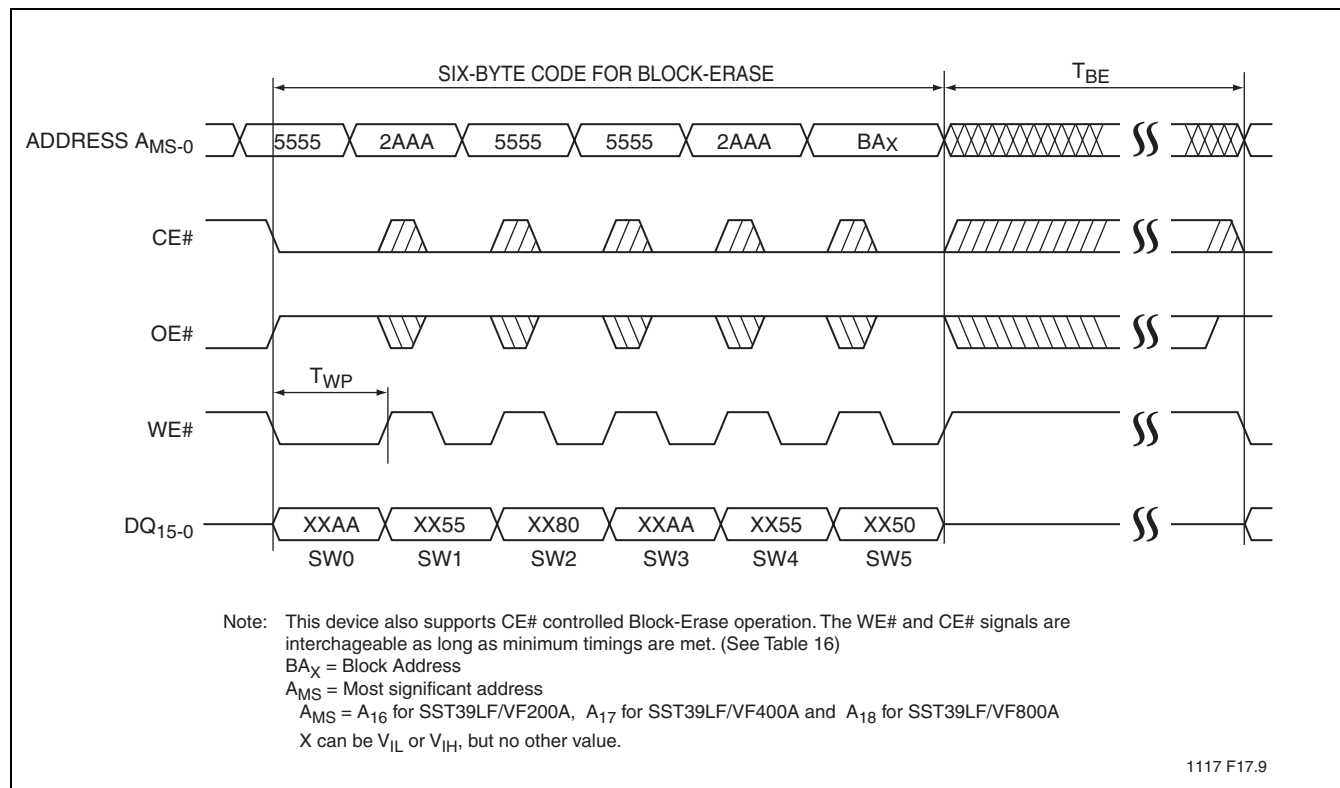 SIX-BYTE CODE FOR BLOCK-ERASE
TBE
ADDRESS AMS-0
5555 2AAA 5555 5555 2AAA BAX
CE#
OE#
TWP
WE#
DQ15-0
XXAA XX55 XX80 XXAA XX55 XX50
SW0 SW1 SW2 SW3 SW4 SW5
Note: This device also supports CE# controlled Block-Erase operation. The WE# and CE# signals are
interchageable as long as minimum timings are met. (See Table 16)
BAX = Block Address
AMS = Most significant address
AMS = A16 for SST39LF/VF200A, A17 for SST39LF/VF400A and A18 for SST39LF/VF800A
X can be VIL or VIH, but no other value.
1117 F17.9